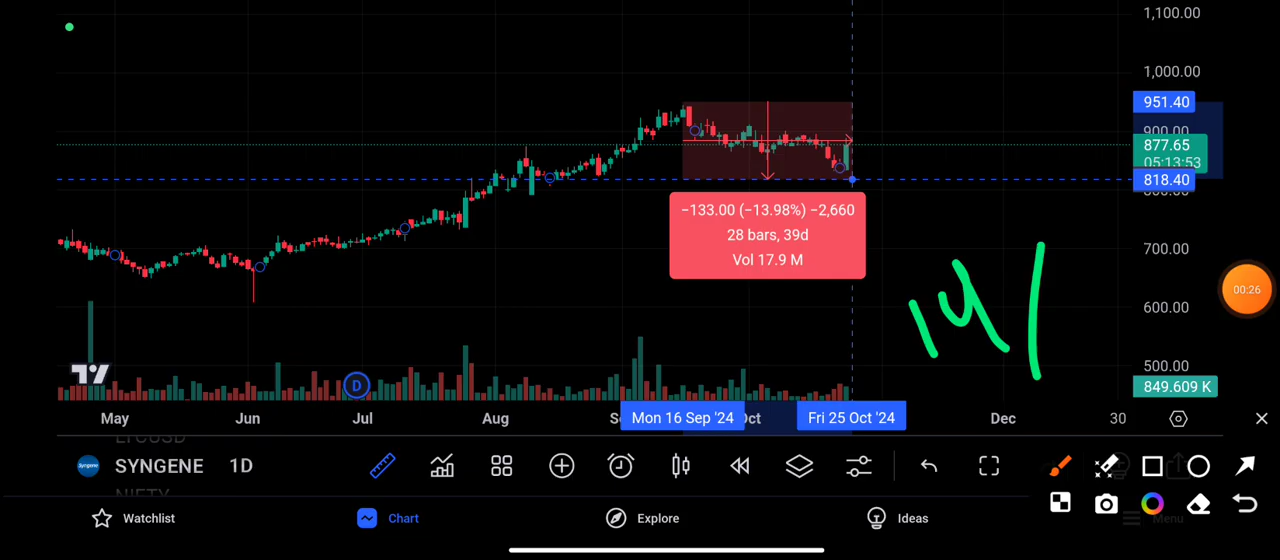 1,100.00
1,000.00
951.40
900.00
877.65
05:13:53
818.40
−133.00 (−13.98%) −2,660
28 bars, 39d
Vol 17.9 M
700.00
600.00
500.00
849.609 K
00:26
14/
D
May Jun Jul Aug Mon 16 Sep '24 Fri 25 Oct '24 Dec 30
SYNGENE 1D
NIFTY
Watchlist Chart Explore Ideas Menu